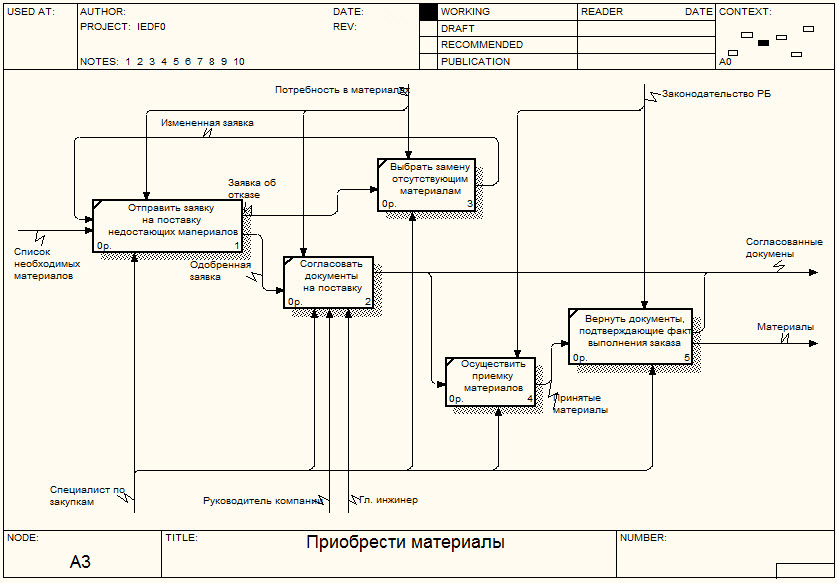 USED AT:
AUTHOR:
DATE:
WORKING
READER
DATE
CONTEXT:
PROJECT: IEDF0
REV:
DRAFT
RECOMMENDED
NOTES: 1 2 3 4 5 6 7 8 9 10
PUBLICATION
A0
Потребность в материалах
Законодательство РБ
Измененная заявка
Выбрать замену
отсутствующим
материалам
0р.
3
Заявка об
отказе
Отправить заявку
на поставку
недостающих мапериалов
0р.
1
Список
необходимых
материалов
Одобренная
заявка
Согласовать
документы
на поставку
0р.
2
Согласованные
докумены
Вернуть документы,
подтверждающие факт
выполнения заказа
0р.
5
Материалы
Осуществить
приемку
материалов
0р.
4
Принятые
материалы
Специалист по
закупкам
Руководитель компании
Гл. инжинер
NODE:
A3
TITLE:
Приобрести материалы
NUMBER: